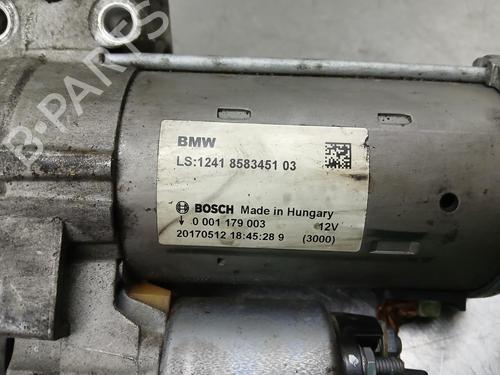 B-PARTS
BMW
LS:1241 8583451 03
BOSCH Made in Hungary
0 001 179 003 12V
20170512 18:45:28 9 (3000)